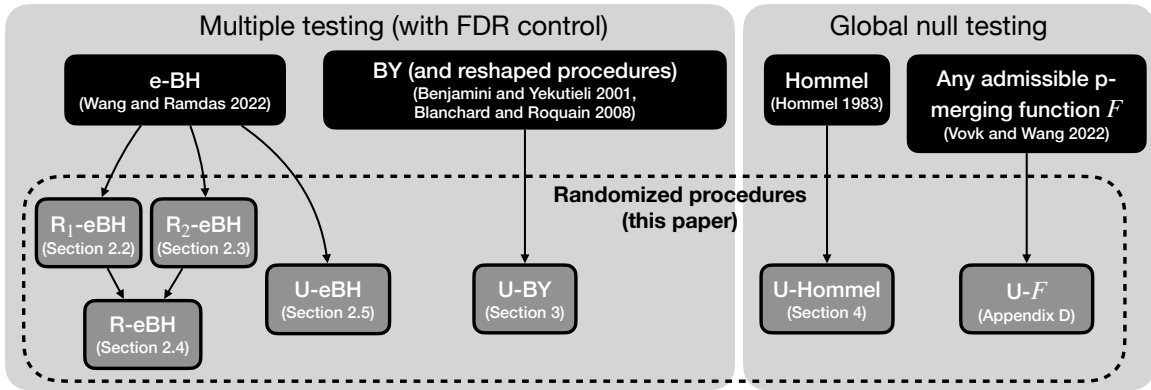 Multiple testing (with FDR control)
Global null testing
e-BH
(Wang and Ramdas 2022)
BY (and reshaped procedures)
(Benjamini and Yekutieli 2001,
Blanchard and Roquain 2008)
Hommel
(Hommel 1983)
Any admissible p-
merging function F
(Vovk and Wang 2022)
Randomized procedures
(this paper)
R₁-eBH
(Section 2.2)
R₂-eBH
(Section 2.3)
R-eBH
(Section 2.4)
U-eBH
(Section 2.5)
U-BY
(Section 3)
U-Hommel
(Section 4)
U-F
(Appendix D)